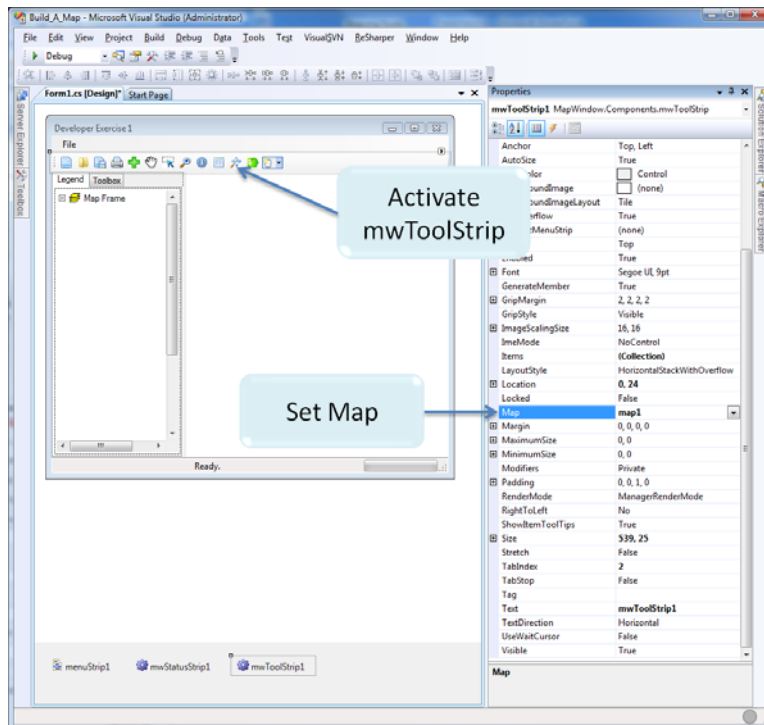 Build_A_Map - Microsoft Visual Studio (Administrator)
File Edit View Project Build Debug Data Tools Test VisualSVN ReSharper Window Help
Debug
Form1.cs [Design]* Start Page
Server Explorer
Toolbox
Developer Exercise 1
File
Legend Toolbox
Map Frame
Ready.
Activate
mwToolStrip
Set Map
menuStrip1 mwStatusStrip1 mwToolStrip1
Properties
mwToolStrip1 MapWindow.Components.mwToolStrip
Anchor Top, Left
AutoSize True
olor Control
oundImage (none)
oundImageLayout Tile
erflow True
tMenuStrip (none)
Top
Enabled True
Font Segoe UI, 9pt
GenerateMember True
GripMargin 2, 2, 2, 2
GripStyle Visible
ImageScalingSize 16, 16
ImeMode NoControl
Items (Collection)
LayoutStyle HorizontalStackWithOverflow
Location 0, 24
Locked False
Map map1
Margin 0, 0, 0, 0
MaximumSize 0, 0
MinimumSize 0, 0
Modifiers Private
Padding 0, 0, 1, 0
RenderMode ManagerRenderMode
RightToLeft No
ShowItemToolTips True
Size 539, 25
Stretch False
TabIndex 2
TabStop False
Tag
Text mwToolStrip1
TextDirection Horizontal
UseWaitCursor False
Visible True
Map
Solution Explorer
Macro Explorer